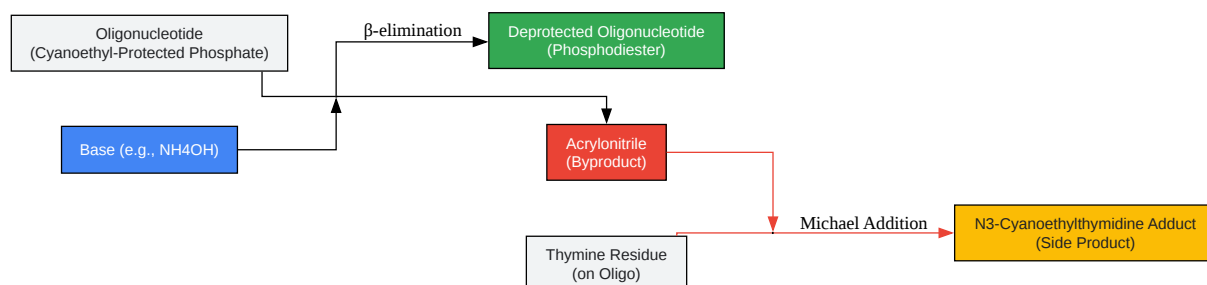 Oligonucleotide
(Cyanoethyl-Protected Phosphate)
β-elimination
Deprotected Oligonucleotide
(Phosphodiester)
Base (e.g., NH4OH)
Acrylonitrile
(Byproduct)
Thymine Residue
(on Oligo)
Michael Addition
N3-Cyanoethylthymidine Adduct
(Side Product)